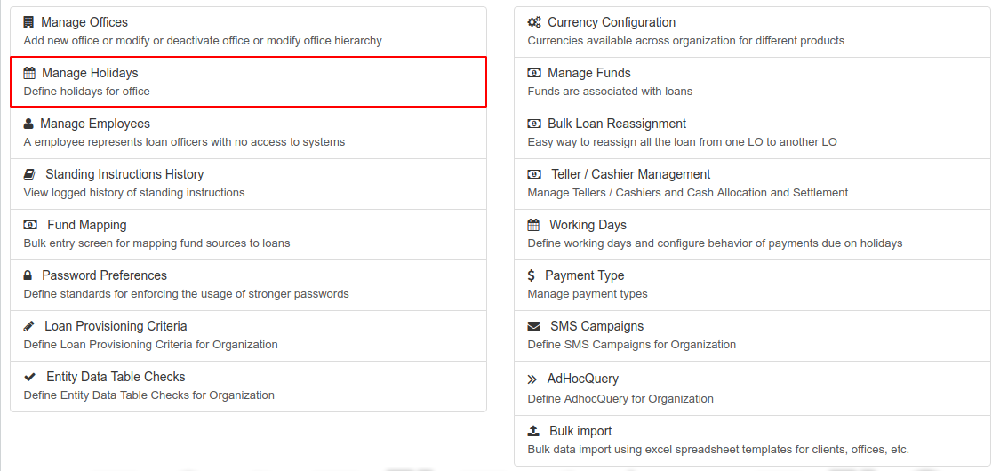 Manage Offices
Add new office or modify or deactivate office or modify office hierarchy
Manage Holidays
Define holidays for office
Manage Employees
A employee represents loan officers with no access to systems
Standing Instructions History
View logged history of standing instructions
Fund Mapping
Bulk entry screen for mapping fund sources to loans
Password Preferences
Define standards for enforcing the usage of stronger passwords
Loan Provisioning Criteria
Define Loan Provisioning Criteria for Organization
Entity Data Table Checks
Define Entity Data Table Checks for Organization
Currency Configuration
Currencies available across organization for different products
Manage Funds
Funds are associated with loans
Bulk Loan Reassignment
Easy way to reassign all the loan from one LO to another LO
Teller / Cashier Management
Manage Tellers / Cashiers and Cash Allocation and Settlement
Working Days
Define working days and configure behavior of payments due on holidays
Payment Type
Manage payment types
SMS Campaigns
Define SMS Campaigns for Organization
AdHocQuery
Define AdhocQuery for Organization
Bulk import
Bulk data import using excel spreadsheet templates for clients, offices, etc.